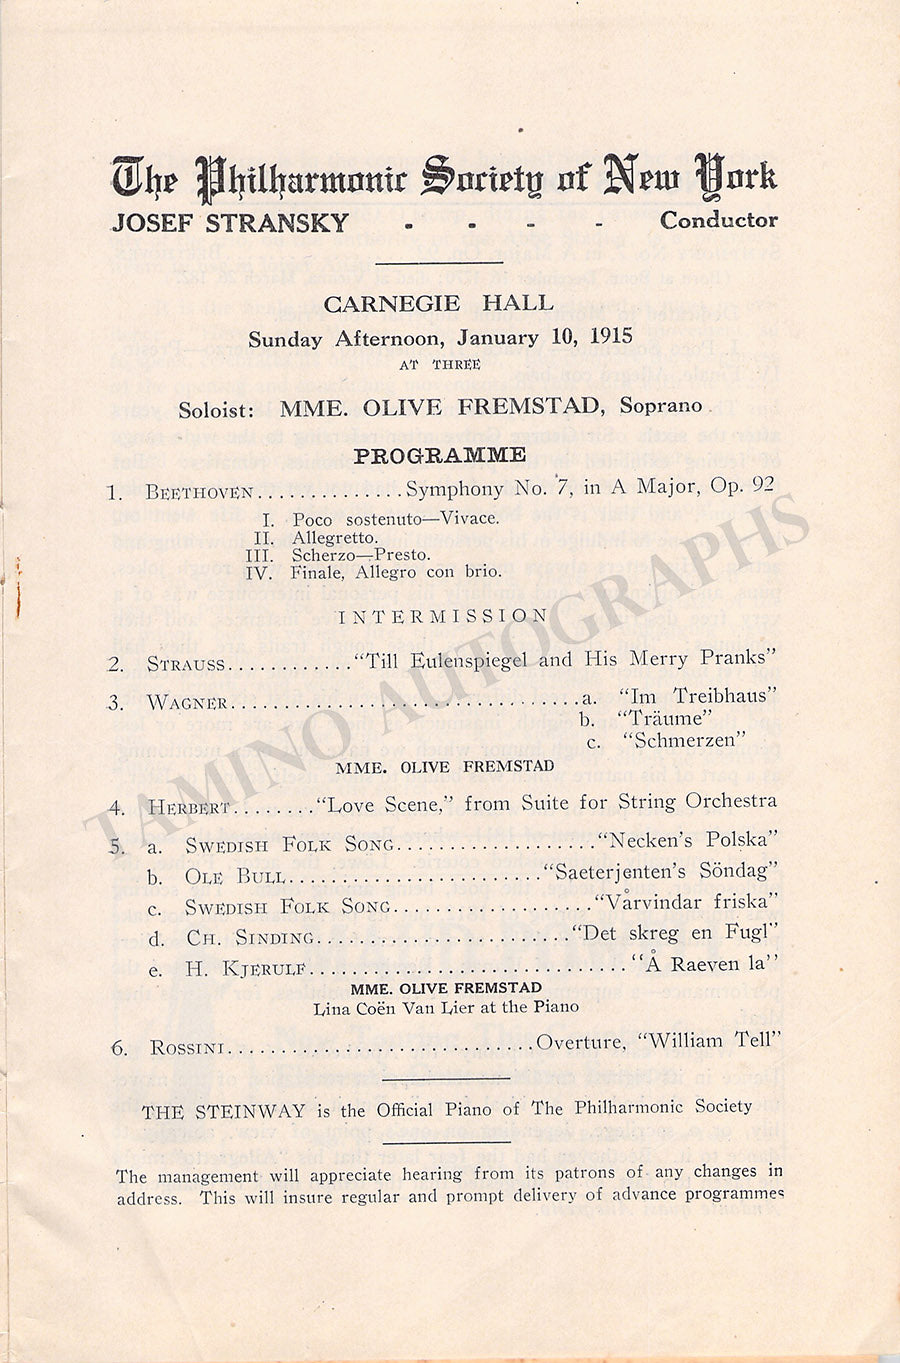 The Philharmonic Society of New York
JOSEF STRANSKY - - - - Conductor
CARNEGIE HALL
Sunday Afternoon, January 10, 1915
AT THREE
Soloist: MME. OLIVE FREMSTAD, Soprano
PROGRAMME
1. BEETHOVEN..............Symphony No. 7, in A Major, Op. 92
I. Poco sostenuto—Vivace.
II. Allegretto.
III. Scherzo—Presto.
IV. Finale, Allegro con brio.
INTERMISSION
2. STRAUSS............"Till Eulenspiegel and His Merry Pranks"
3. WAGNER.................................a. "Im Treibhaus"
b. "Träume"
c. "Schmerzen"
MME. OLIVE FREMSTAD
4. HERBERT........"Love Scene," from Suite for String Orchestra
5. a. SWEDISH FOLK SONG...................."Necken's Polska"
b. OLE BULL........................"Saeterjenten's Söndag"
c. SWEDISH FOLK SONG...................."Vårvindar friska"
d. CH. SINDING........................"Det skreg en Fugl"
e. H. KJERULF.............................."Å Raeven la"
MME. OLIVE FREMSTAD
Lina Coën Van Lier at the Piano
6. ROSSINI.............................Overture, "William Tell"
THE STEINWAY is the Official Piano of The Philharmonic Society
The management will appreciate hearing from its patrons of any changes in
address. This will insure regular and prompt delivery of advance programmes
TAMINO AUTOGRAPHS